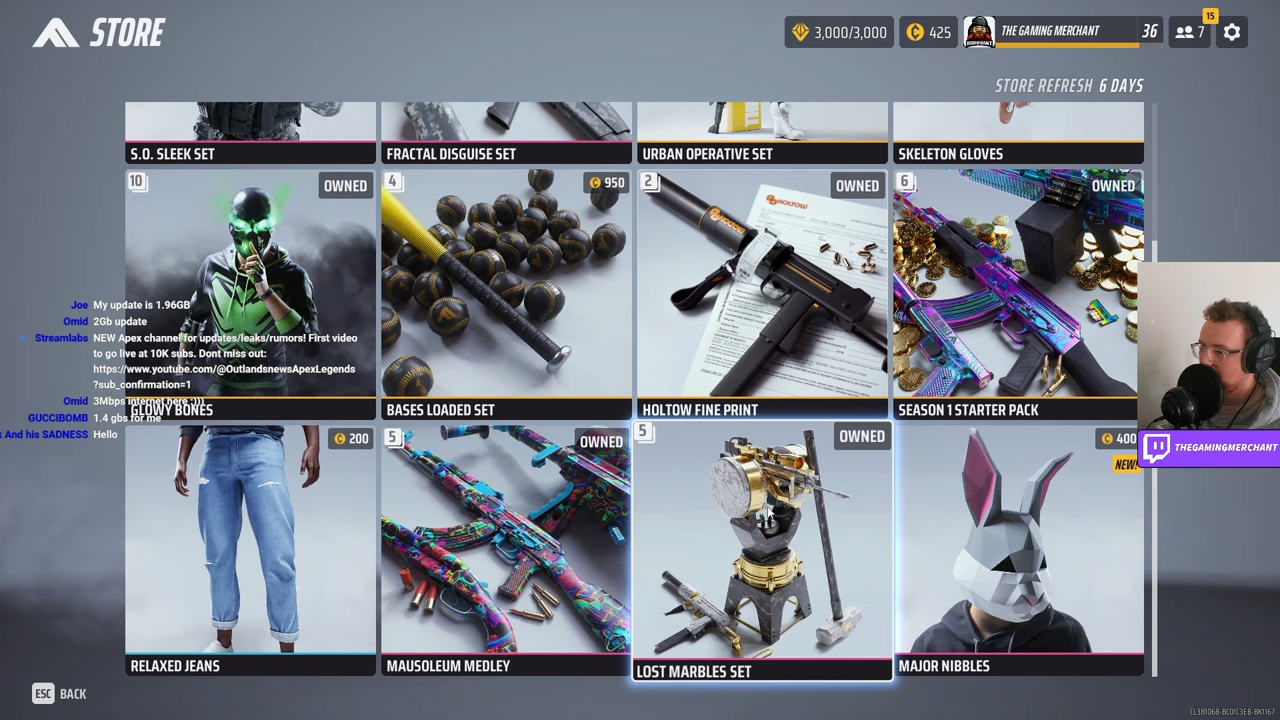 STORE
3,000/3,000
425
THE GAMING MERCHANT
36
15
7
STORE REFRESH 6 DAYS
S.O. SLEEK SET
FRACTAL DISGUISE SET
URBAN OPERATIVE SET
SKELETON GLOVES
10
OWNED
4
950
2
OWNED
6
OWNED
HOLTOW
HOLTOW
Joe My update is 1.96GB
Omid 2Gb update
Streamlabs NEW Apex channel for updates/leaks/rumors! First video
to go live at 10K subs. Dont miss out:
https://www.youtube.com/@OutlandsnewsApexLegends
?sub_confirmation=1
Omid 3Mbps internet here :)))
GUCCIBOMB 1.4 gbs for me
And his SADNESS Hello
GLOWY BONES
BASES LOADED SET
HOLTOW FINE PRINT
SEASON 1 STARTER PACK
200
5
OWNED
5
OWNED
400
NEW!
THEGAMINGMERCHANT
RELAXED JEANS
MAUSOLEUM MEDLEY
LOST MARBLES SET
MAJOR NIBBLES
ESC BACK